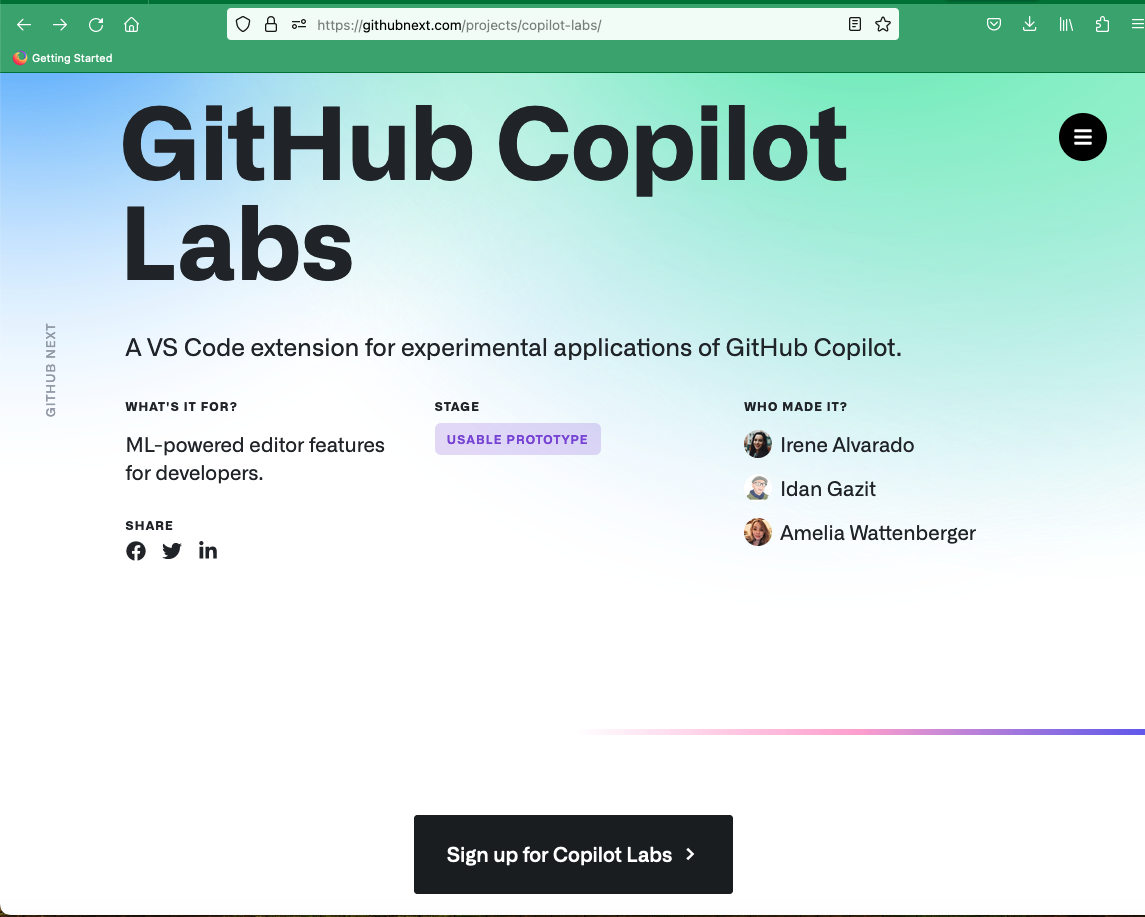 https://githubnext.com/projects/copilot-labs/
Getting Started
GitHub Copilot
Labs
GITHUB NEXT
A VS Code extension for experimental applications of GitHub Copilot.
WHAT'S IT FOR?
ML-powered editor features
for developers.
SHARE
STAGE
USABLE PROTOTYPE
WHO MADE IT?
Irene Alvarado
Idan Gazit
Amelia Wattenberger
Sign up for Copilot Labs